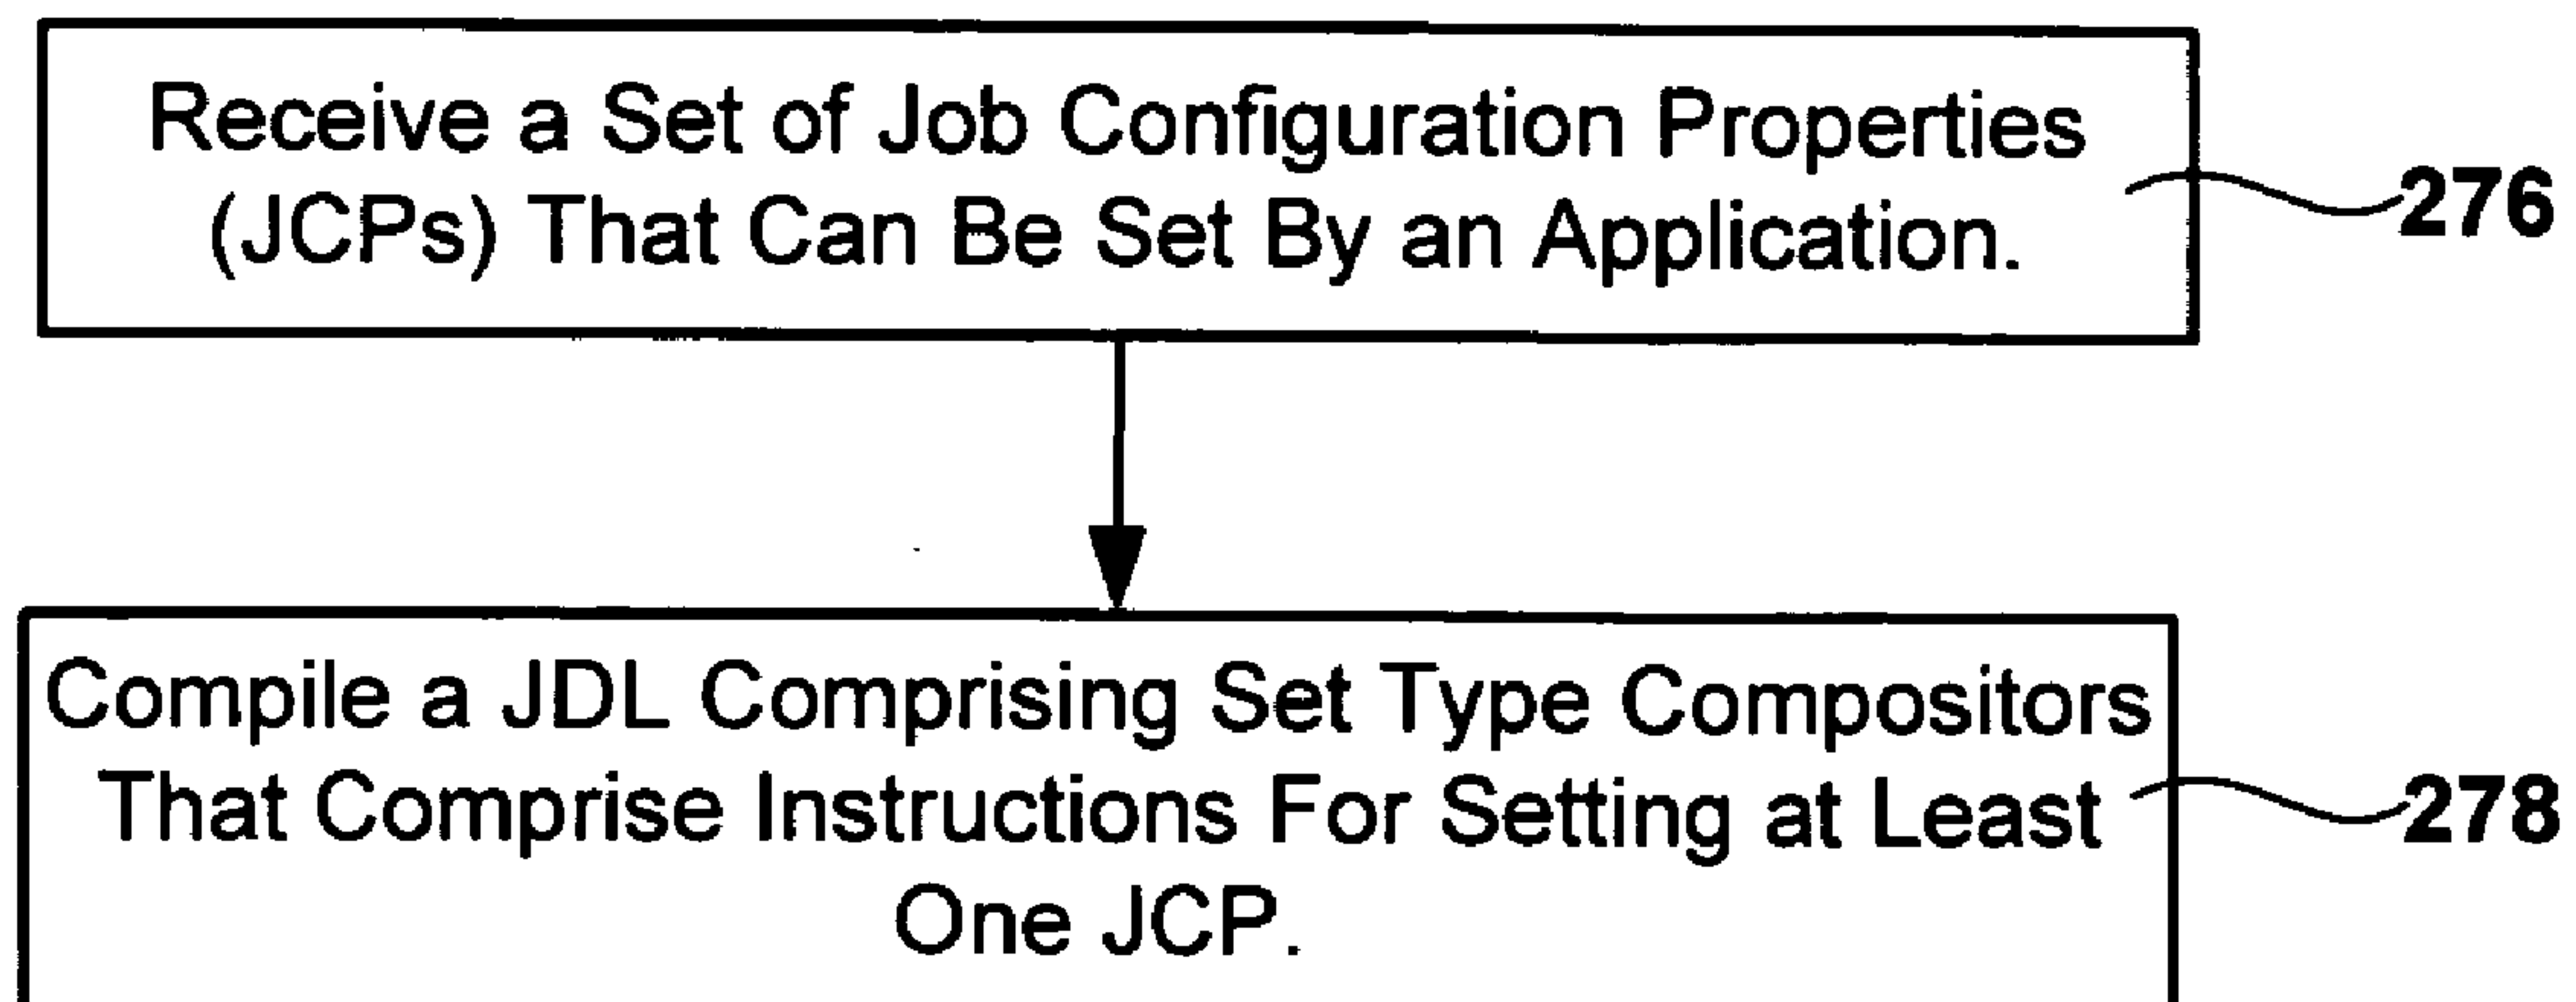 Receive a Set of Job Configuration Properties
(JCPs) That Can Be Set By an Application.
276
Compile a JDL Comprising Set Type Compositors
That Comprise Instructions For Setting at Least
One JCP.
278